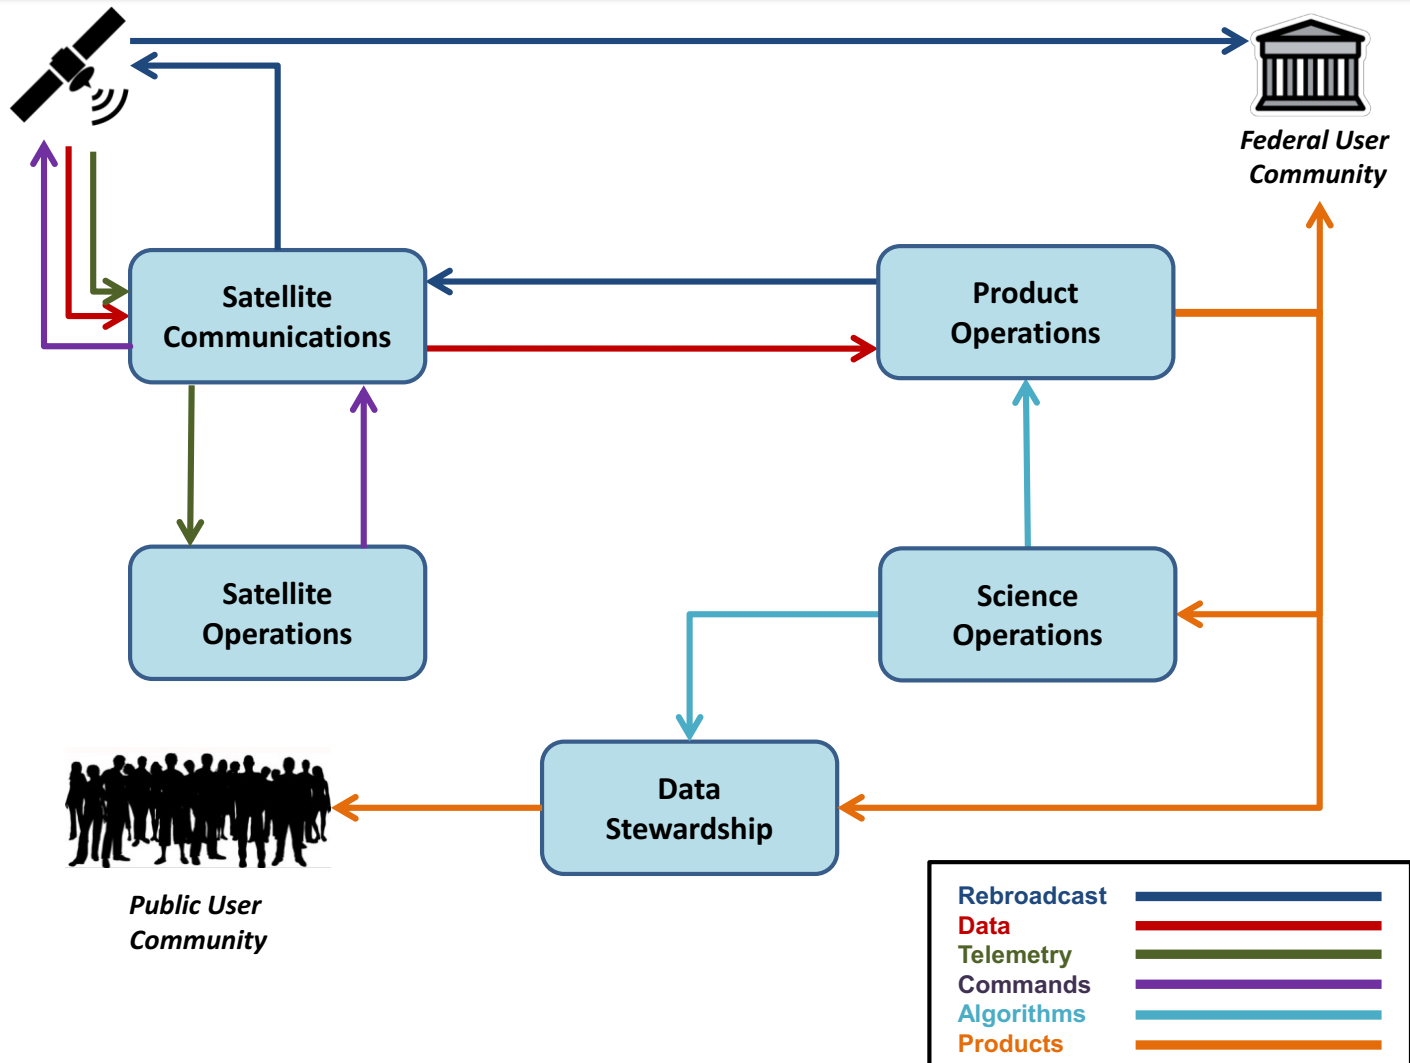 Federal User
Community
Satellite
Communications
Product
Operations
Satellite
Operations
Science
Operations
Data
Stewardship
Public User
Community
Rebroadcast
Data
Telemetry
Commands
Algorithms
Products